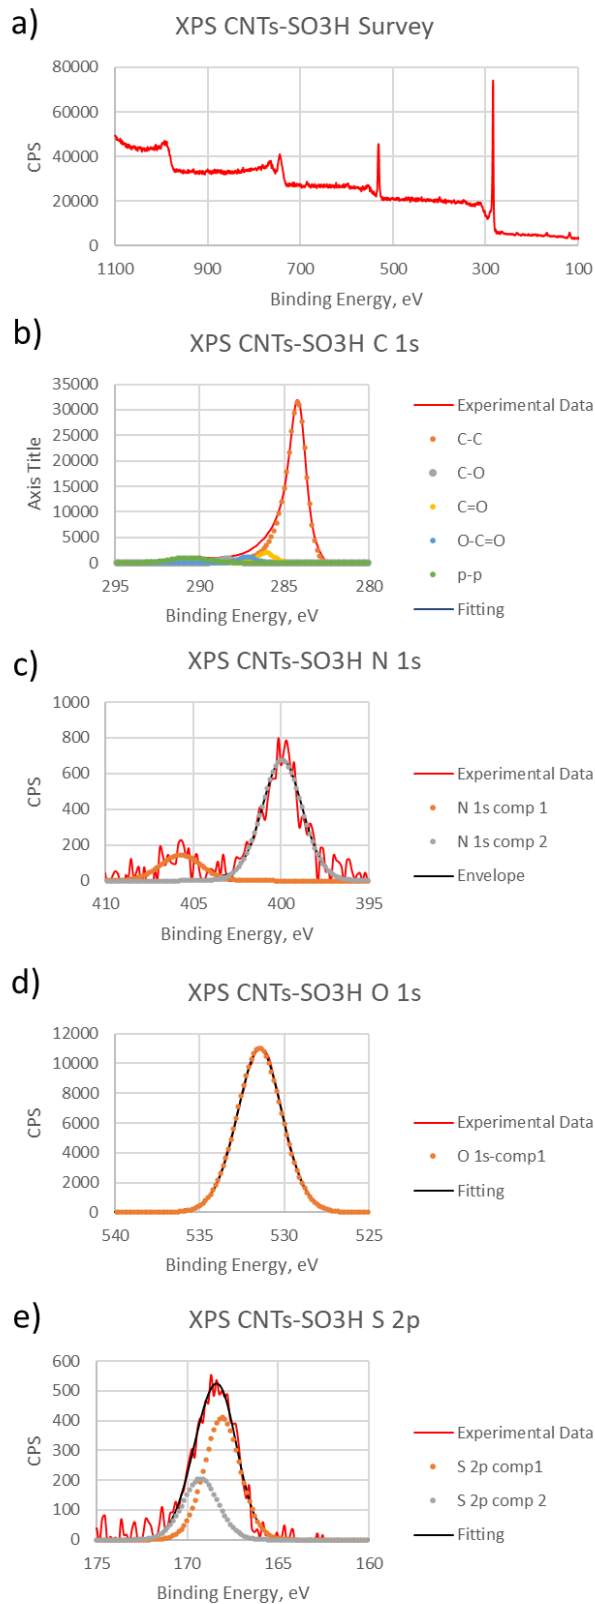 a)
XPS CNTs-SO3H Survey
80000
60000
40000
20000
0
CPS
1100 900 700 500 300 100
Binding Energy, eV
b)
XPS CNTs-SO3H C 1s
35000
30000
25000
20000
15000
10000
5000
0
Axis Title
295 290 284 280
Binding Energy, eV
Experimental Data
C-C
C-O
C=O
O-C=O
p-p
Fitting
c)
XPS CNTs-SO3H N 1s
1000
800
600
400
200
0
CPS
410 405 400 395
Binding Energy, eV
Experimental Data
N 1s comp 1
N 1s comp 2
Envelope
d)
XPS CNTs-SO3H O 1s
12000
10000
8000
6000
4000
2000
0
CPS
540 535 530 525
Binding Energy, eV
Experimental Data
O 1s-comp1
Fitting
e)
XPS CNTs-SO3H S 2p
600
500
400
300
200
100
0
CPS
175 170 165 160
Binding Energy, eV
Experimental Data
S 2p comp1
S 2p comp 2
Fitting